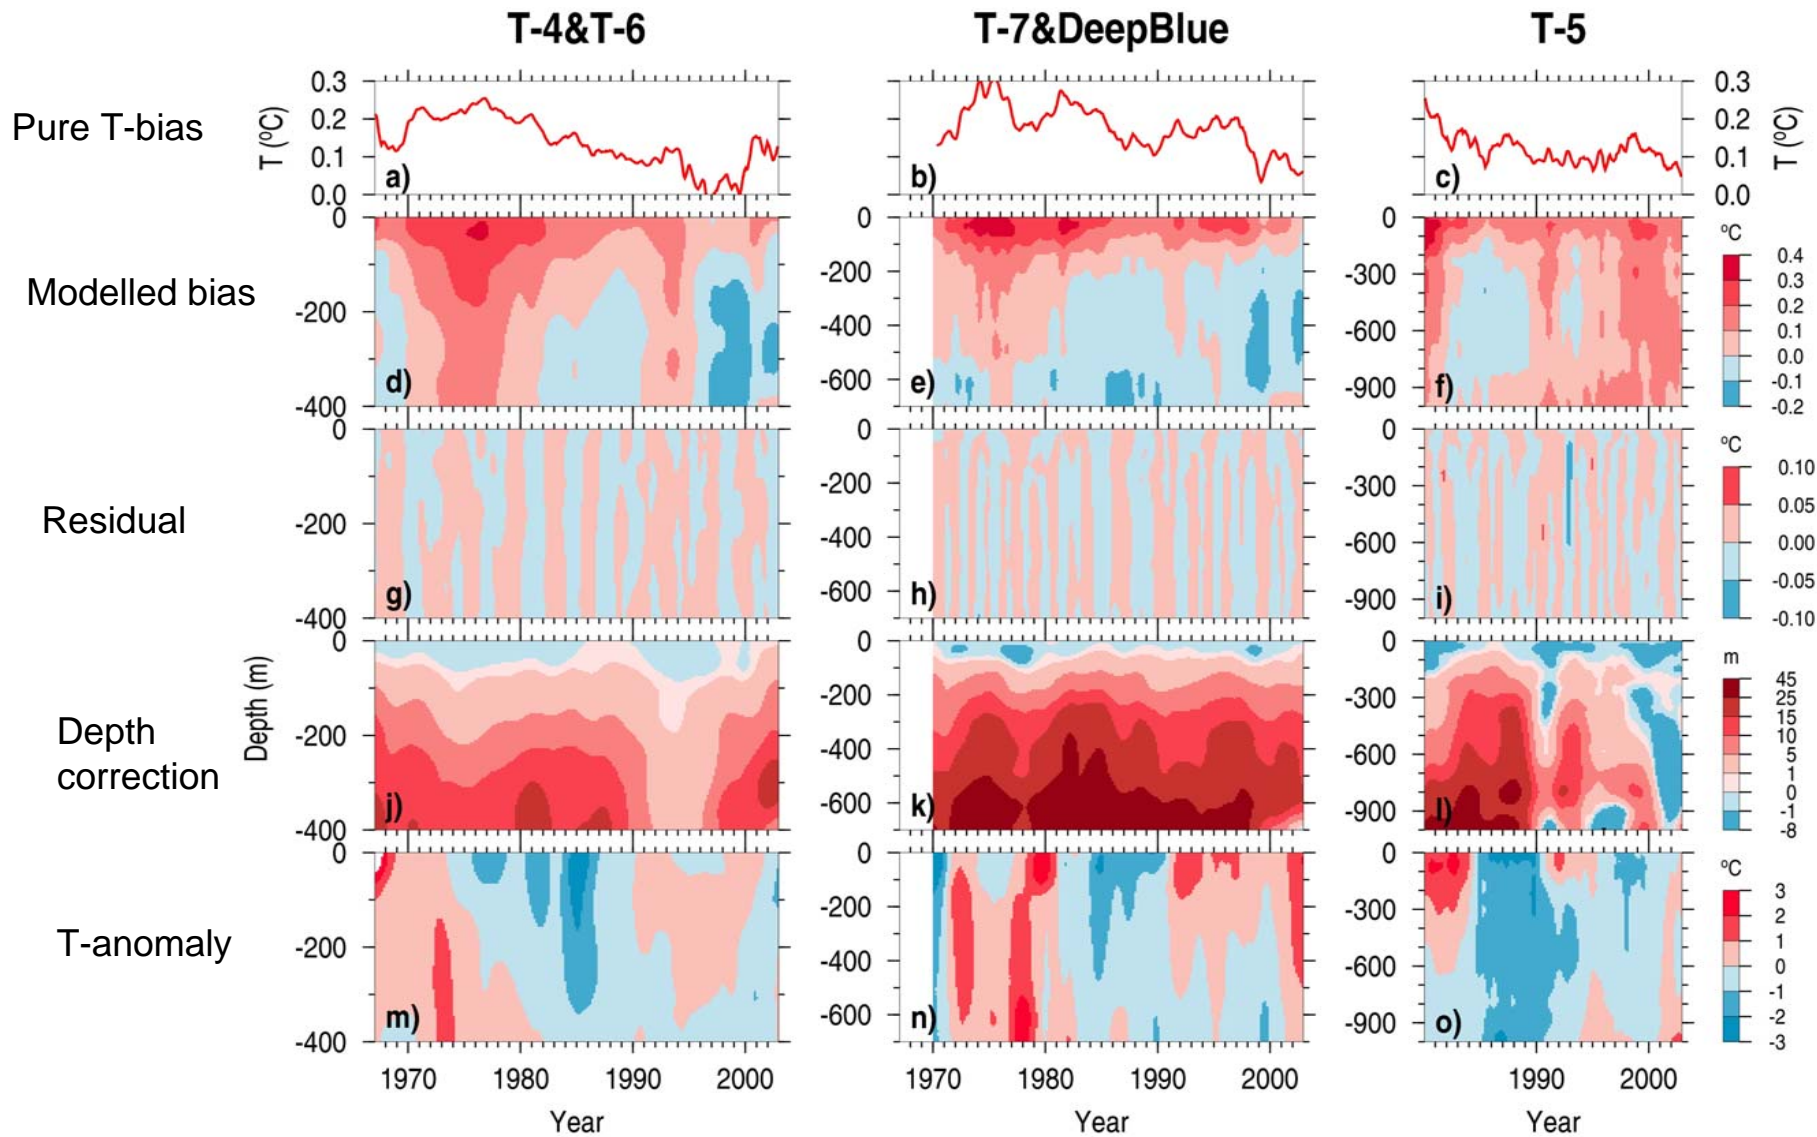 T-4&T-6
T-7&DeepBlue
T-5
Pure T-bias
T (ºC)
0.3
0.2
0.1
0.0
a)
b)
c)
0.3
0.2
0.1
0.0
T (ºC)
Modelled bias
0
-200
-400
d)
0
-200
-400
-600
e)
0
-300
-600
-900
f)
ºC
0.4
0.3
0.2
0.1
0.0
-0.1
-0.2
Residual
0
-200
-400
g)
0
-200
-400
-600
h)
0
-300
-600
-900
i)
ºC
0.10
0.05
0.00
-0.05
-0.10
Depth
correction
Depth (m)
0
-200
-400
j)
0
-200
-400
-600
k)
0
-300
-600
-900
l)
m
45
25
15
10
5
1
0
-1
-8
T-anomaly
0
-200
-400
m)
0
-200
-400
-600
n)
0
-300
-600
-900
o)
ºC
3
2
1
0
-1
-2
-3
1970 1980 1990 2000
1970 1980 1990 2000
1990 2000
Year
Year
Year